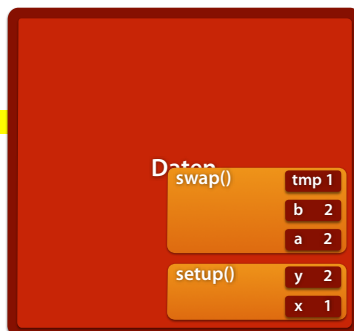 Daten
swap()
tmp 1
b 2
a 2
setup()
y 2
x 1